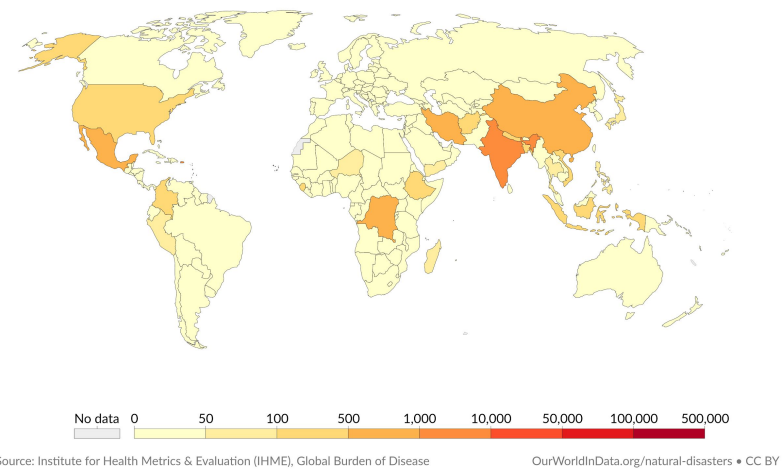 No data 0 50 100 500 1,000 10,000 50,000 100,000 500,000
Source: Institute for Health Metrics & Evaluation (IHME), Global Burden of Disease OurWorldInData.org/natural-disasters • CC BY